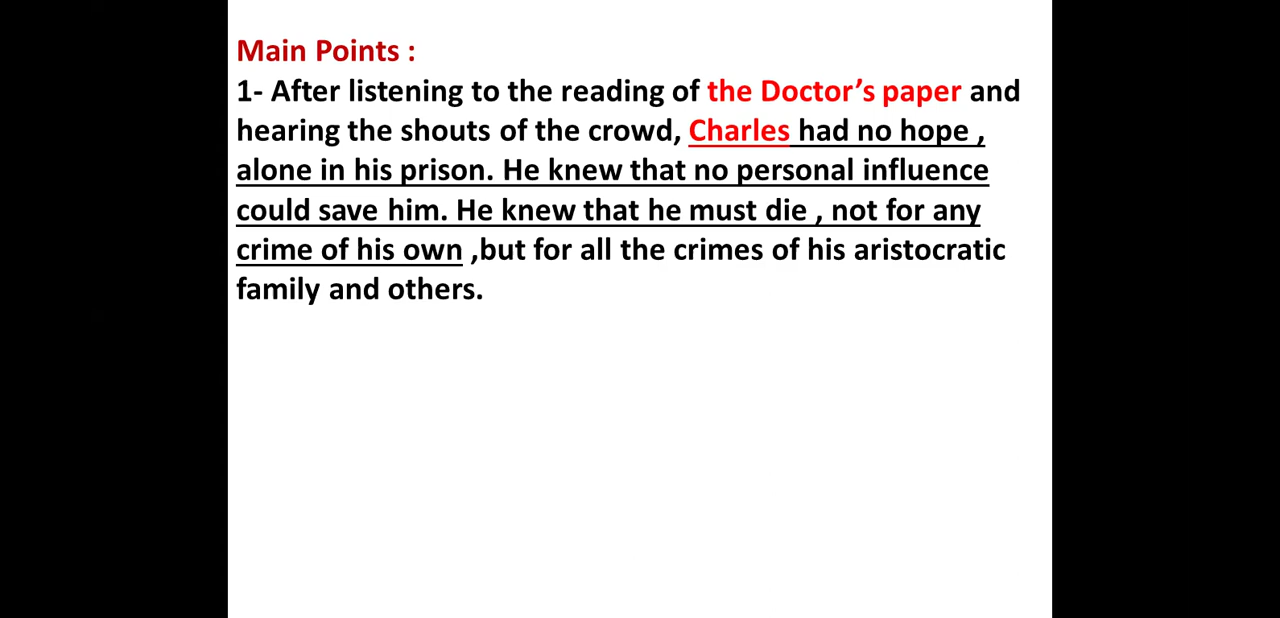 Main Points :
1- After listening to the reading of the Doctor’s paper and
hearing the shouts of the crowd, Charles had no hope ,
alone in his prison. He knew that no personal influence
could save him. He knew that he must die , not for any
crime of his own ,but for all the crimes of his aristocratic
family and others.